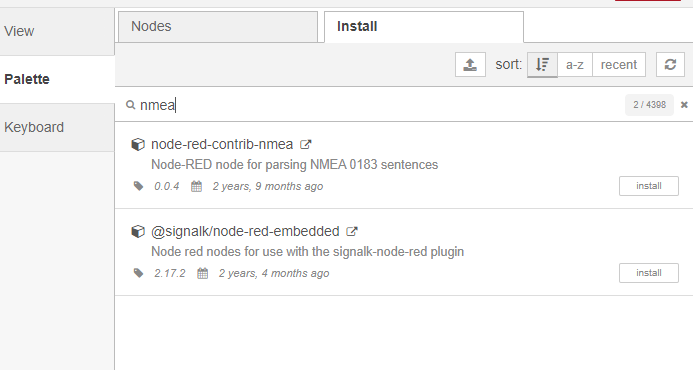 View
Palette
Keyboard
Nodes
Install
sort:
a-z
recent
nmea
2 / 4398
node-red-contrib-nmea
Node-RED node for parsing NMEA 0183 sentences
0.0.4 2 years, 9 months ago
install
@signalk/node-red-embedded
Node red nodes for use with the signalk-node-red plugin
2.17.2 2 years, 4 months ago
install